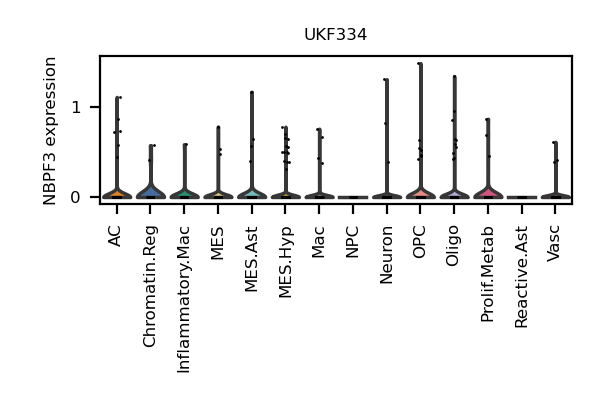 UKF334
NBPF3 expression
1
0
AC
Chromatin.Reg
Inflammatory.Mac
MES
MES.Ast
MES.Hyp
Mac
NPC
Neuron
OPC
Oligo
Prolif.Metab
Reactive.Ast
Vasc